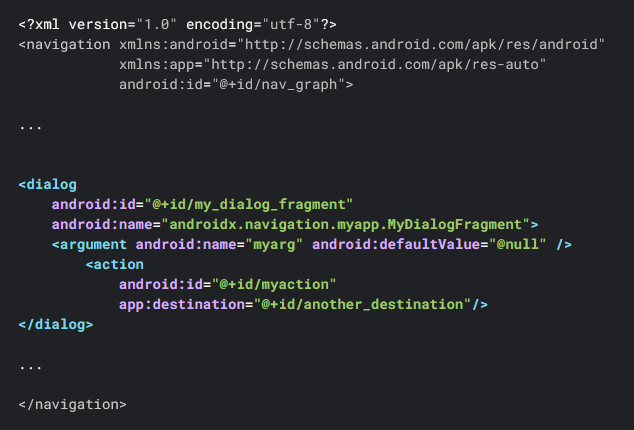 <?xml version="1.0" encoding="utf-8"?>
<navigation xmlns:android="http://schemas.android.com/apk/res/android"
            xmlns:app="http://schemas.android.com/apk/res-auto"
            android:id="@+id/nav_graph">
...
<dialog
    android:id="@+id/my_dialog_fragment"
    android:name="androidx.navigation.myapp.MyDialogFragment">
    <argument android:name="myarg" android:defaultValue="@null" />
        <action
            android:id="@+id/myaction"
            app:destination="@+id/another_destination"/>
</dialog>
...
</navigation>